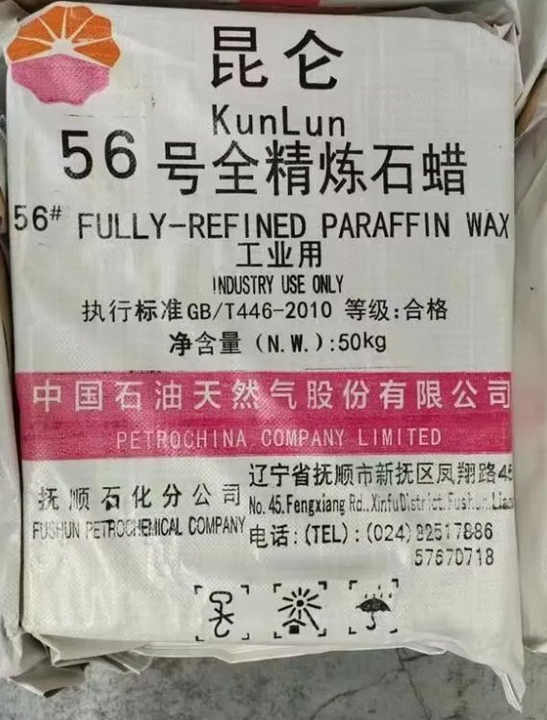 昆仑
KunLun
56号全精炼石蜡
56# FULLY-REFINED PARAFFIN WAX
工业用
INDUSTRY USE ONLY
执行标准GB/T446-2010 等级:合格
净含量 (N.W.):50kg
中国石油天然气股份有限公司
PETROCHINA COMPANY LIMITED
辽宁省抚顺市新抚区凤翔路45
抚顺石化分公司
No.45.Fengxiang Rd.,XinfuDistrict.Fushun.Liao
FUSHUN PETROCHEMICAL COMPANY
电话:(TEL):(024)
57670718